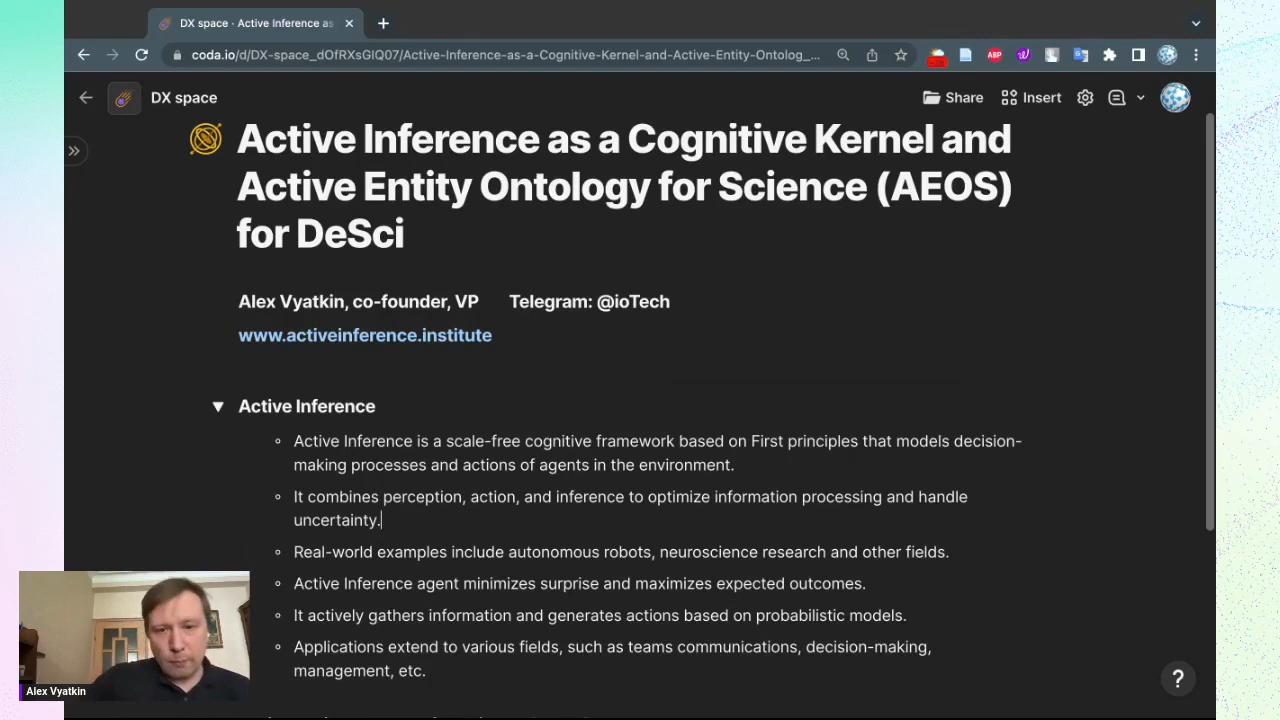 DX space · Active Inference as
coda.io/d/DX-space_dOfRXsGlQ07/Active-Inference-as-a-Cognitive-Kernel-and-Active-Entity-Ontolog_...
ABP
DX space
Share
Insert
Active Inference as a Cognitive Kernel and
Active Entity Ontology for Science (AEOS)
for DeSci
Alex Vyatkin, co-founder, VP Telegram: @ioTech
www.activeinference.institute
Active Inference
Active Inference is a scale-free cognitive framework based on First principles that models decision-
making processes and actions of agents in the environment.
It combines perception, action, and inference to optimize information processing and handle
uncertainty.
Real-world examples include autonomous robots, neuroscience research and other fields.
Active Inference agent minimizes surprise and maximizes expected outcomes.
It actively gathers information and generates actions based on probabilistic models.
Applications extend to various fields, such as teams communications, decision-making,
management, etc.
Alex Vyatkin
?